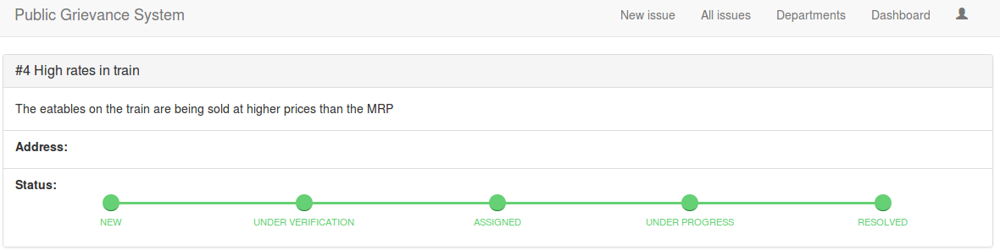 Public Grievance System New issue All issues Departments Dashboard
#4 High rates in train
The eatables on the train are being sold at higher prices than the MRP
Address:
Status:
NEW UNDER VERIFICATION ASSIGNED UNDER PROGRESS RESOLVED